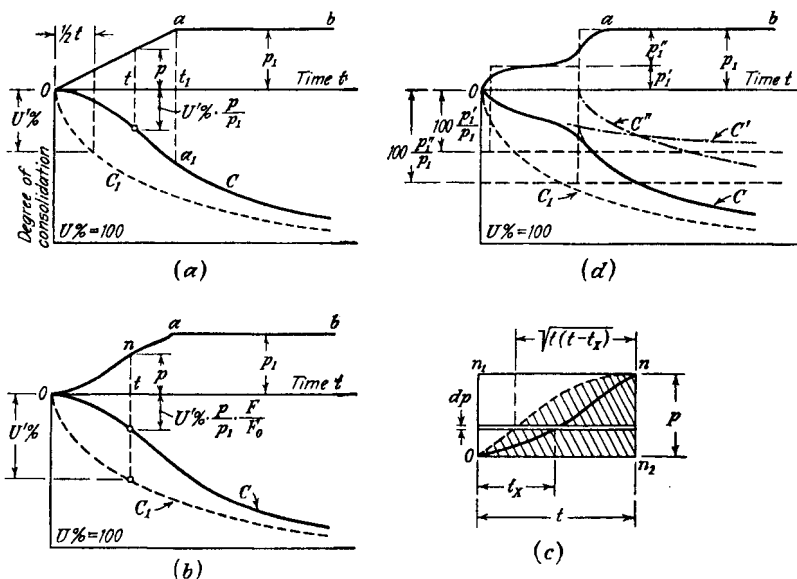 a
b
½t
t
p
t₁
p₁
Time t
0
U'%
U'% · p/p₁
a₁
C₁
C
Degree of
consolidation
U%=100
(a)
a
b
p₁''
p₁'
p₁
Time t
0
100 p₁'/p₁
100 p₁''/p₁
C''
C'
C₁
C
U%=100
(d)
n
a
b
p₁
t
p
Time t
0
U'%
U'% · p/p₁ · F/F₀
C
C₁
U%=100
(b)
√t(t-tₓ)
n₁
n
dp
p
0
n₂
tₓ
t
(c)